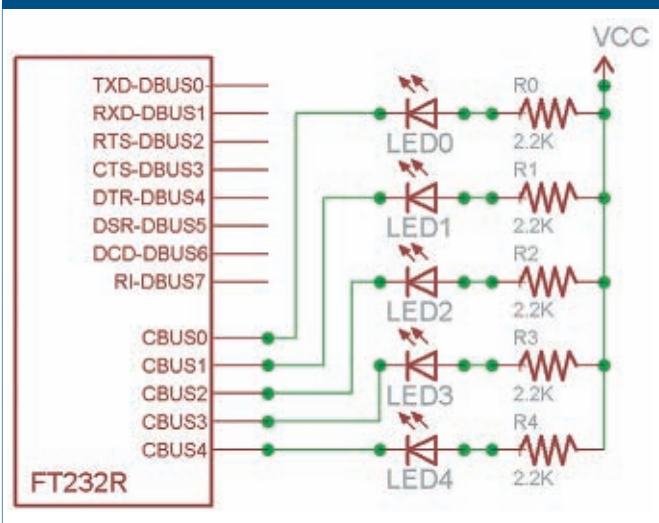 VCC
TXD-DBUS0
RXD-DBUS1
RTS-DBUS2
CTS-DBUS3
DTR-DBUS4
DSR-DBUS5
DCD-DBUS6
RI-DBUS7
CBUS0
CBUS1
CBUS2
CBUS3
CBUS4
FT232R
LED0
R0
2.2K
LED1
R1
2.2K
LED2
R2
2.2K
LED3
R3
2.2K
LED4
R4
2.2K